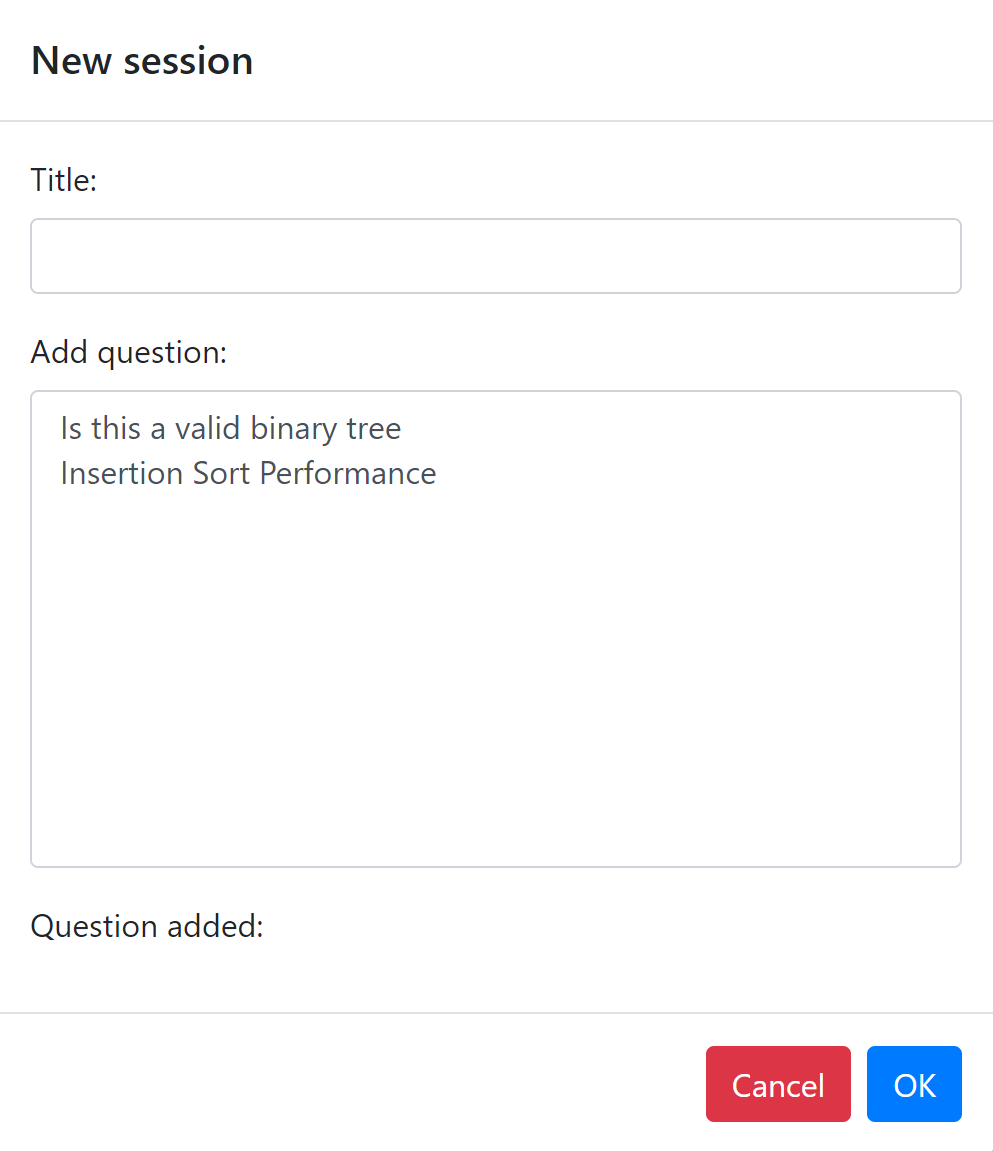 New session
Title:
Add question:
Is this a valid binary tree
Insertion Sort Performance
Question added:
Cancel
OK